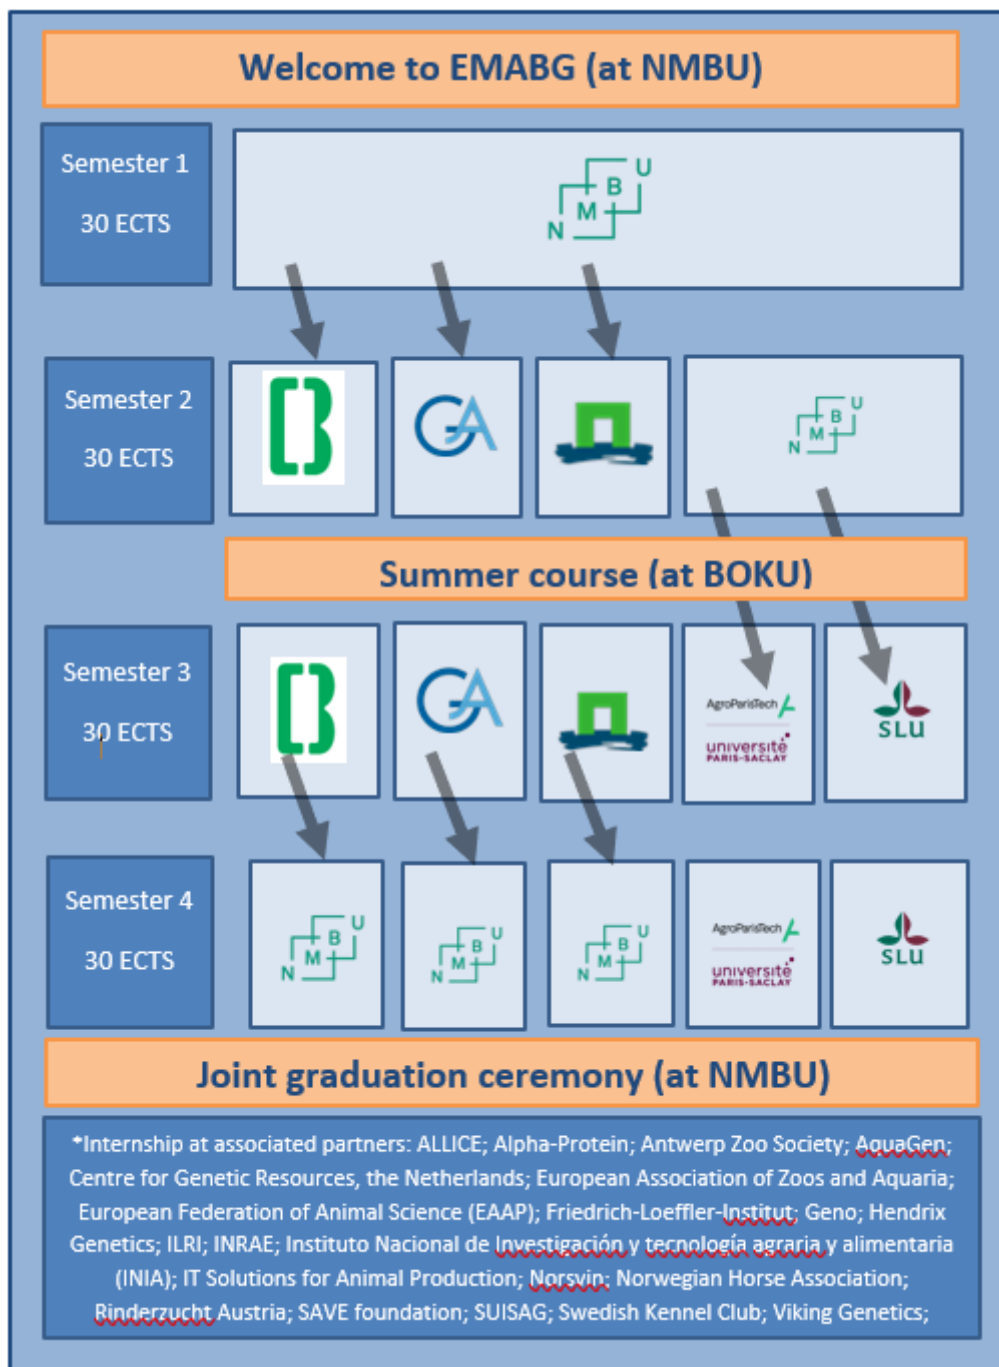 Welcome to EMABG (at NMBU)
Semester 1
30 ECTS
N M B U
Semester 2
30 ECTS
B
GA
N M B U
Summer course (at BOKU)
Semester 3
30 ECTS
B
GA
AgroParisTech
université
PARIS-SACLAY
SLU
Semester 4
30 ECTS
N M B U
N M B U
N M B U
AgroParisTech
université
PARIS-SACLAY
SLU
Joint graduation ceremony (at NMBU)
*Internship at associated partners: ALLICE; Alpha-Protein; Antwerp Zoo Society; AquaGen;
Centre for Genetic Resources, the Netherlands; European Association of Zoos and Aquaria;
European Federation of Animal Science (EAAP); Friedrich-Loeffler-Institut; Geno; Hendrix
Genetics; ILRI; INRAE; Instituto Nacional de Investigación y tecnología agraria y alimentaria
(INIA); IT Solutions for Animal Production; Norsvin; Norwegian Horse Association;
Rinderzucht Austria; SAVE foundation; SUISAG; Swedish Kennel Club; Viking Genetics;